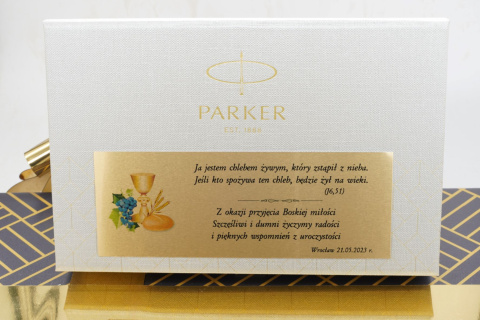 PARKER
EST. 1888
Ja jestem chlebem żywym, który zstąpił z nieba.
Jeśli kto spożywa ten chleb, będzie żył na wieki.
(J6,51)
Z okazji przyjęcia Boskiej miłości
Szczęśliwi i dumni życzymy radości
i pięknych wspomnień z uroczystości
Wrocław 21.05.2023 r.